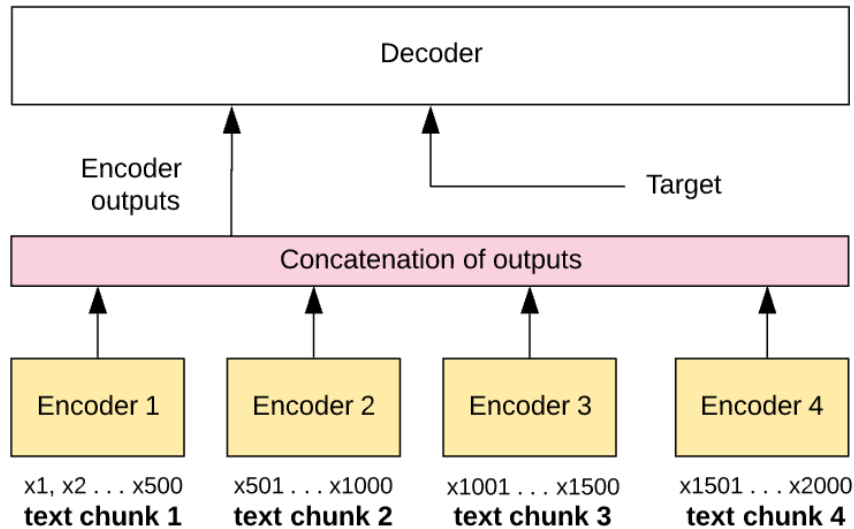 Decoder
Encoder
outputs
Target
Concatenation of outputs
Encoder 1
Encoder 2
Encoder 3
Encoder 4
x1, x2 . . . x500
x501 . . . x1000
x1001 . . . x1500
x1501 . . . x2000
text chunk 1
text chunk 2
text chunk 3
text chunk 4